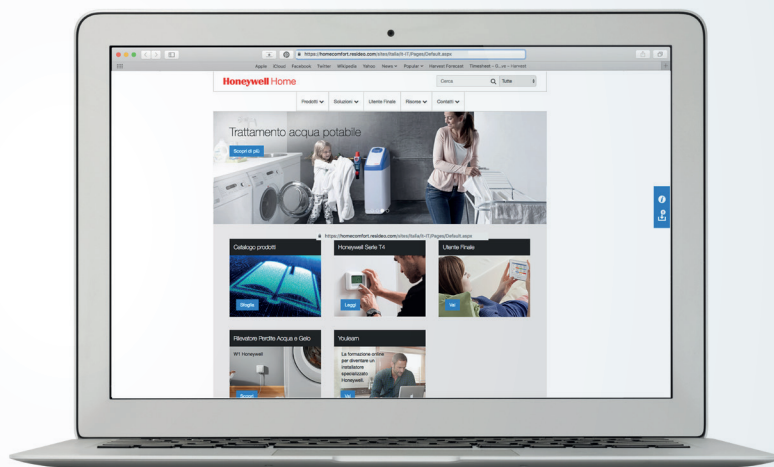 https://homecomfort.resideo.com/sites/Italia/it-IT/Pages/Default.aspx
Apple iCloud Facebook Twitter Wikipedia Yahoo News Popular Harvest Forecast
Honeywell Home
Cerca Tutte
Prodotti Soluzioni Utente Finale Risorse Contatti
Trattamento acqua potabile
Scopri di più
https://homecomfort.resideo.com/sites/Italia/it-IT/Pages/Default.aspx
Catalogo prodotti Honeywell Serie T4 Utente Finale
Sfoglia Leggi Vai
Rilevatore Perdite Acqua e Gelo Youlearn
W1 Honeywell
La formazione online
per diventare un
installatore
specializzato
Honeywell.
Scopri Vai